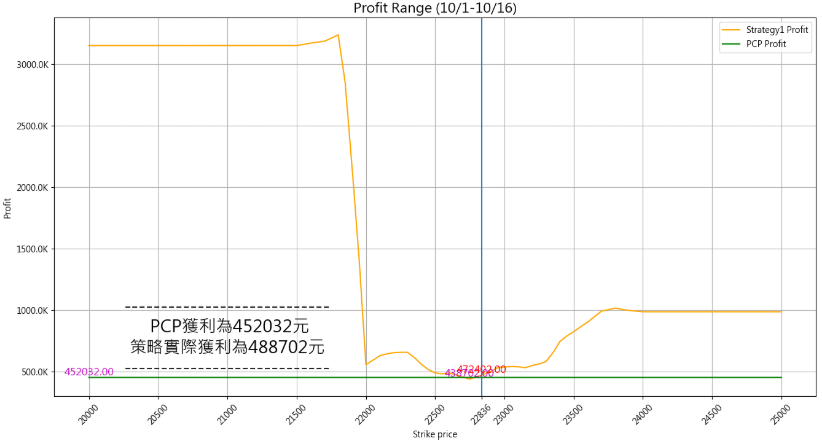 Profit Range (10/1-10/16)
Strategy1 Profit
PCP Profit
3000.0K
2500.0K
2000.0K
1500.0K
1000.0K
500.0K
Profit
PCP獲利為452032元
策略實際獲利為488702元
452032.00
472402.00
438702.00
20000
20500
21000
21500
22000
22500
22836
23000
23500
24000
24500
25000
Strike price